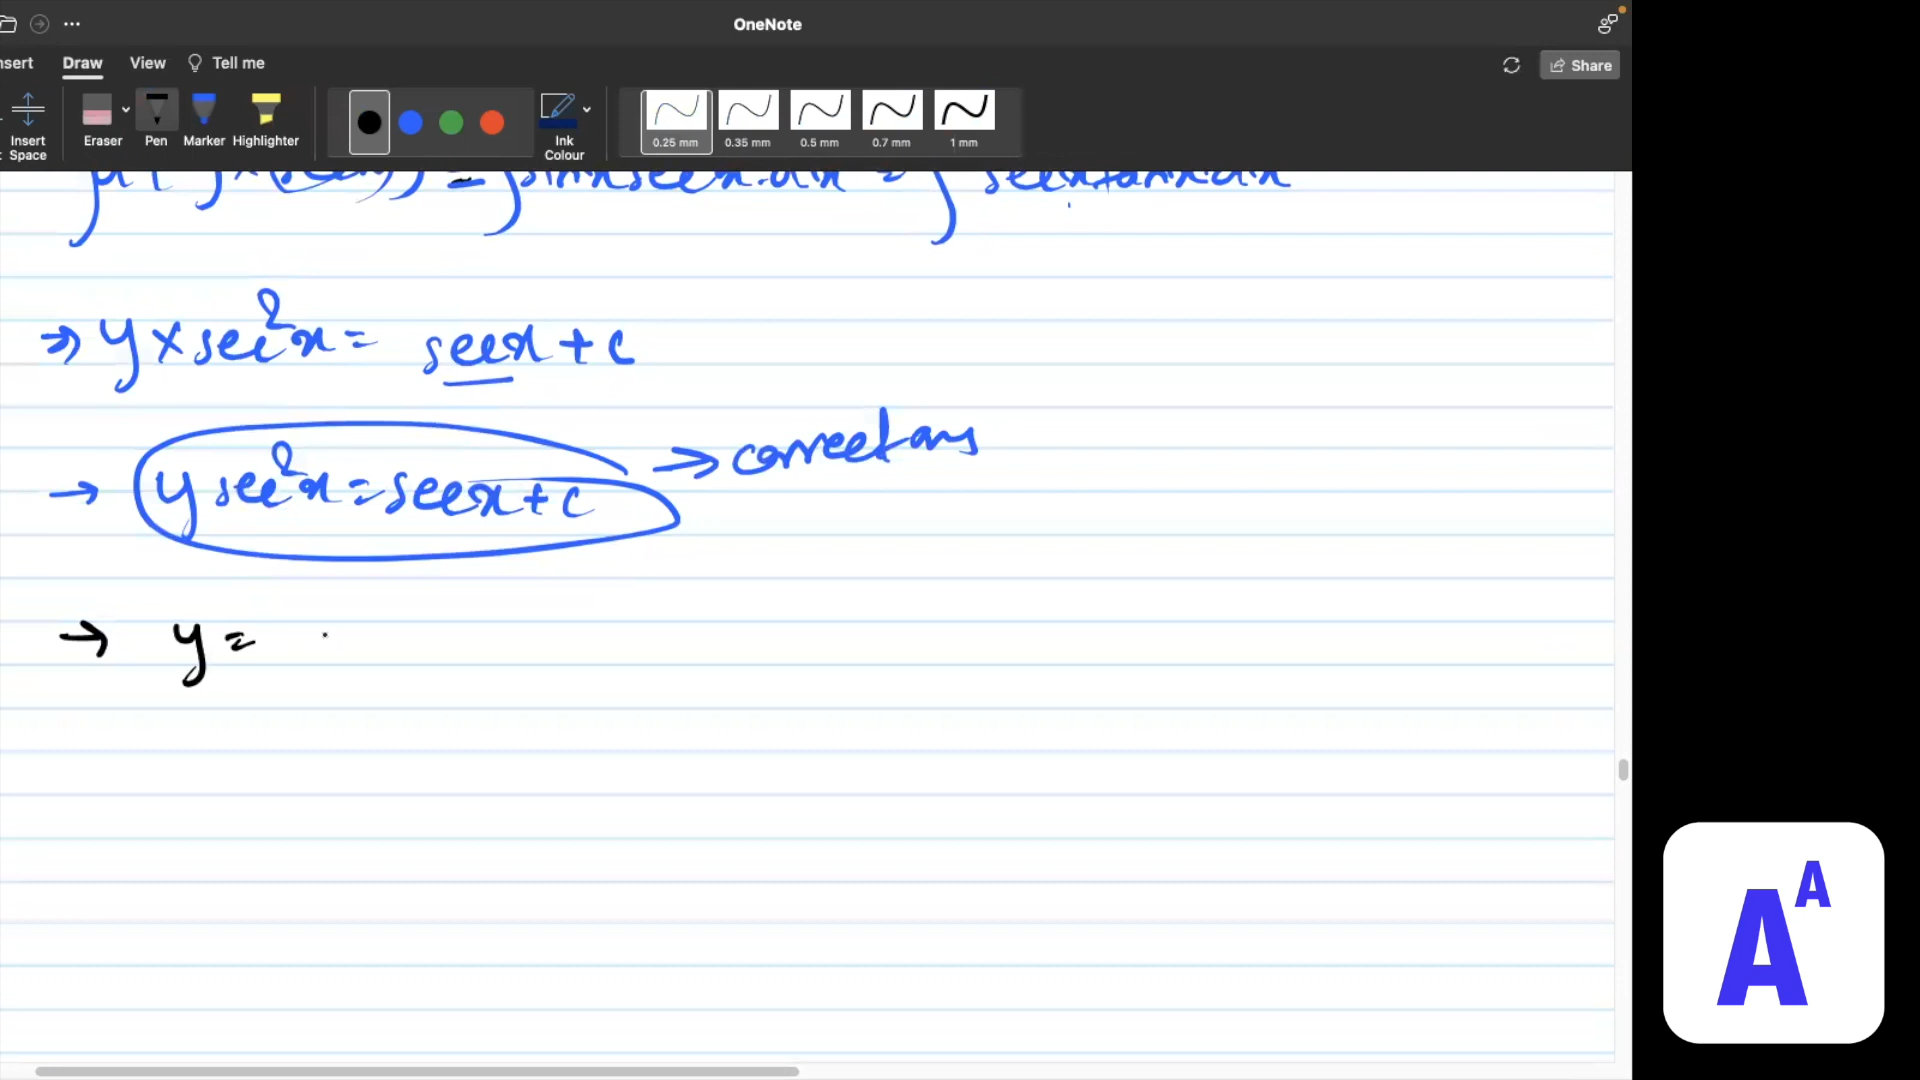 OneNote
nsert Draw View Tell me Share
Insert Space Eraser Pen Marker Highlighter Ink Colour 0.25 mm 0.35 mm 0.5 mm 0.7 mm 1 mm
⇒ y × sec²x = secx + c
→ y sec²x = secx + c → correct ans
→ y =
A A